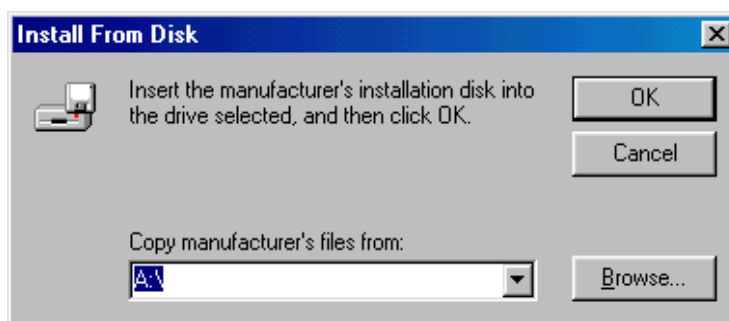 Install From Disk
Insert the manufacturer's installation disk into
the drive selected, and then click OK.
OK
Cancel
Copy manufacturer's files from:
A:\
Browse...